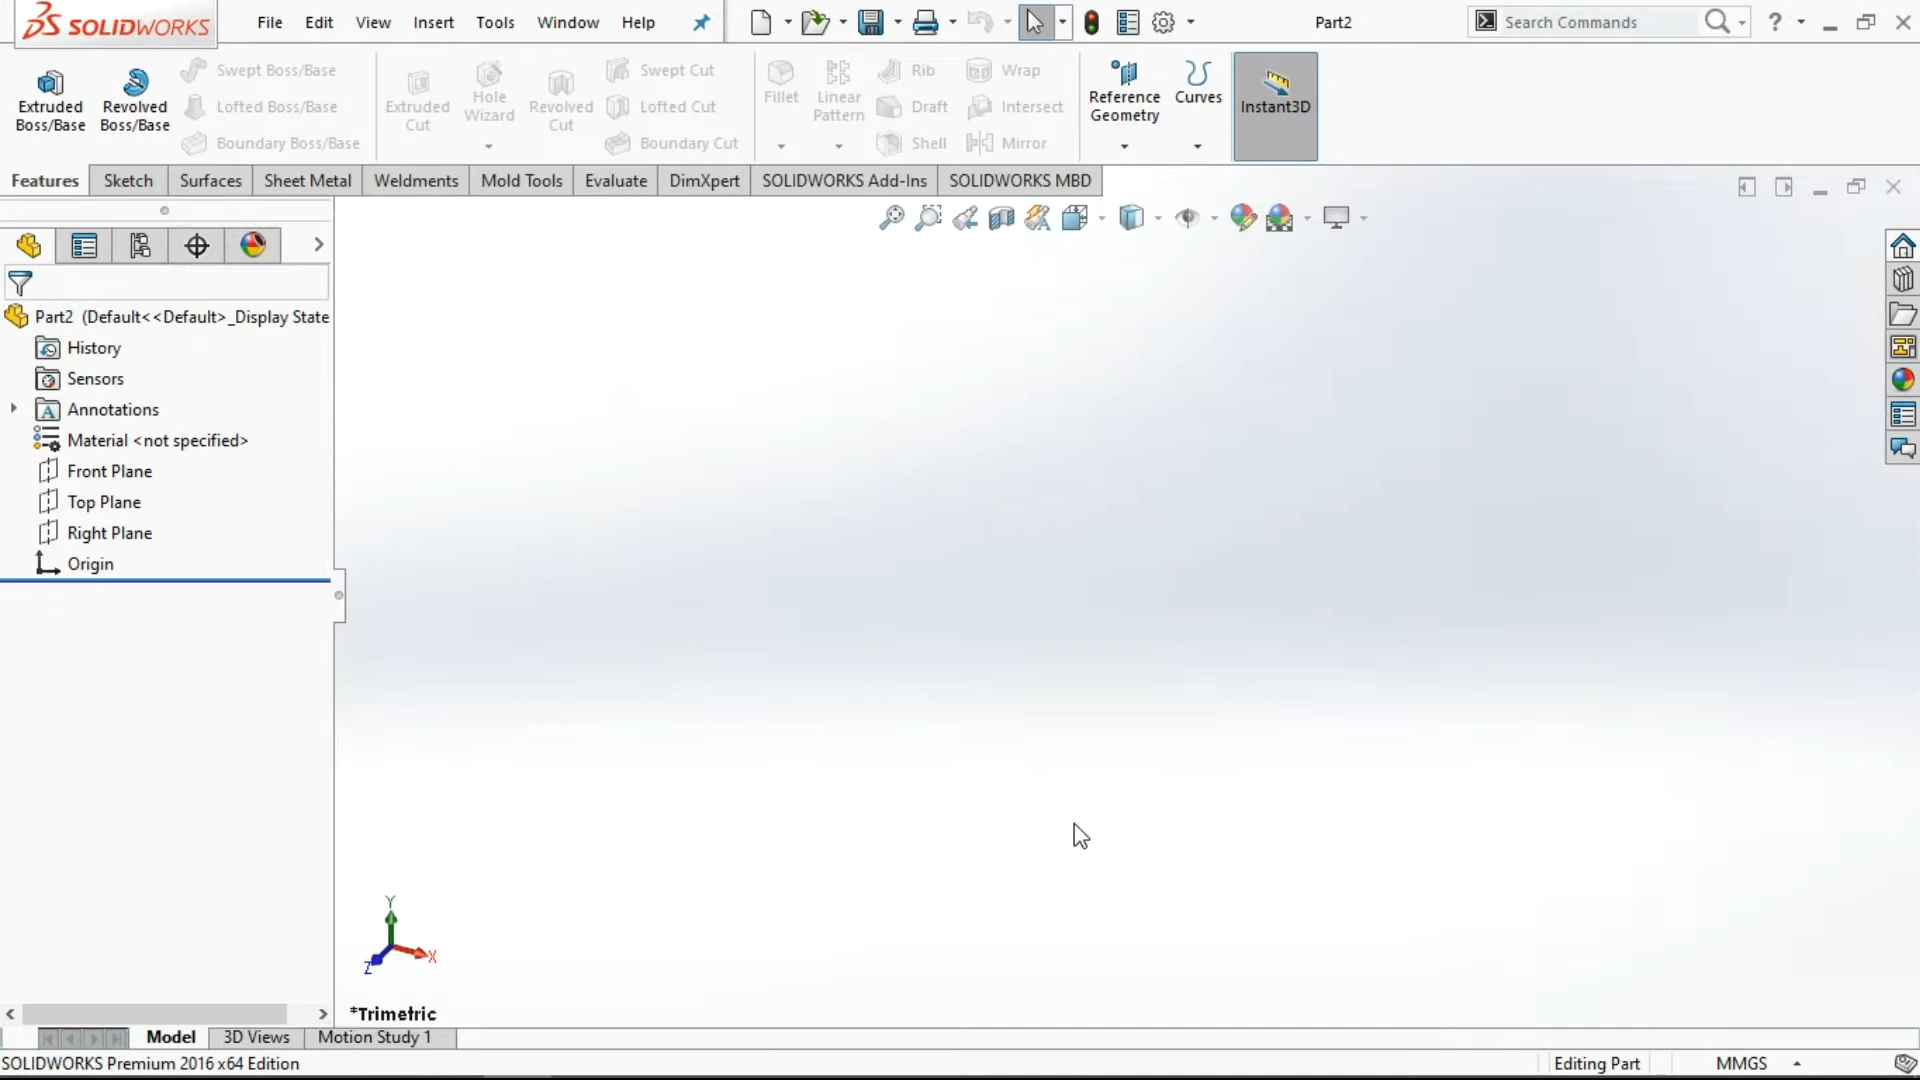 SOLIDWORKS File Edit View Insert Tools Window Help Part2 Search Commands ?
Extruded Boss/Base
Revolved Boss/Base
Swept Boss/Base
Lofted Boss/Base
Boundary Boss/Base
Extruded Cut
Hole Wizard
Revolved Cut
Swept Cut
Lofted Cut
Boundary Cut
Fillet
Linear Pattern
Rib
Draft
Shell
Wrap
Intersect
Mirror
Reference Geometry
Curves
Instant3D
Features Sketch Surfaces Sheet Metal Weldments Mold Tools Evaluate DimXpert SOLIDWORKS Add-Ins SOLIDWORKS MBD
Part2 (Default<<Default>_Display State
History
Sensors
Annotations
Material <not specified>
Front Plane
Top Plane
Right Plane
Origin
Y
X
Z
*Trimetric
Model 3D Views Motion Study 1
SOLIDWORKS Premium 2016 x64 Edition Editing Part MMGS